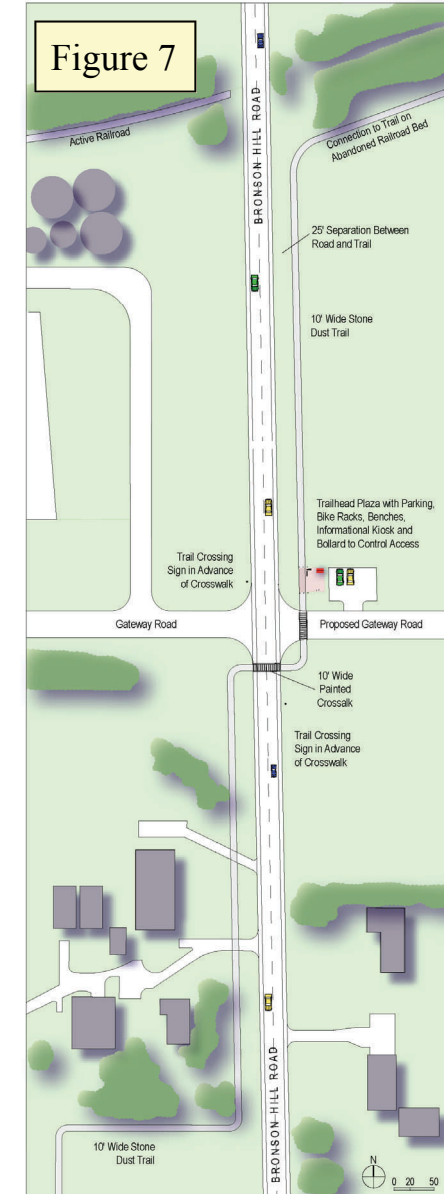 Figure 7
BRONSON HILL ROAD
Active Railroad
Connection to Trail on
Abandoned Railroad Bed
25' Separation Between
Road and Trail
10' Wide Stone
Dust Trail
Trailhead Plaza with Parking,
Bike Racks, Benches,
Informational Kiosk and
Bollard to Control Access
Trail Crossing
Sign in Advance
of Crosswalk
Gateway Road
Proposed Gateway Road
10' Wide
Painted
Crossalk
Trail Crossing
Sign in Advance
of Crosswalk
BRONSON HILL ROAD
10' Wide Stone
Dust Trail
N
0 20 50